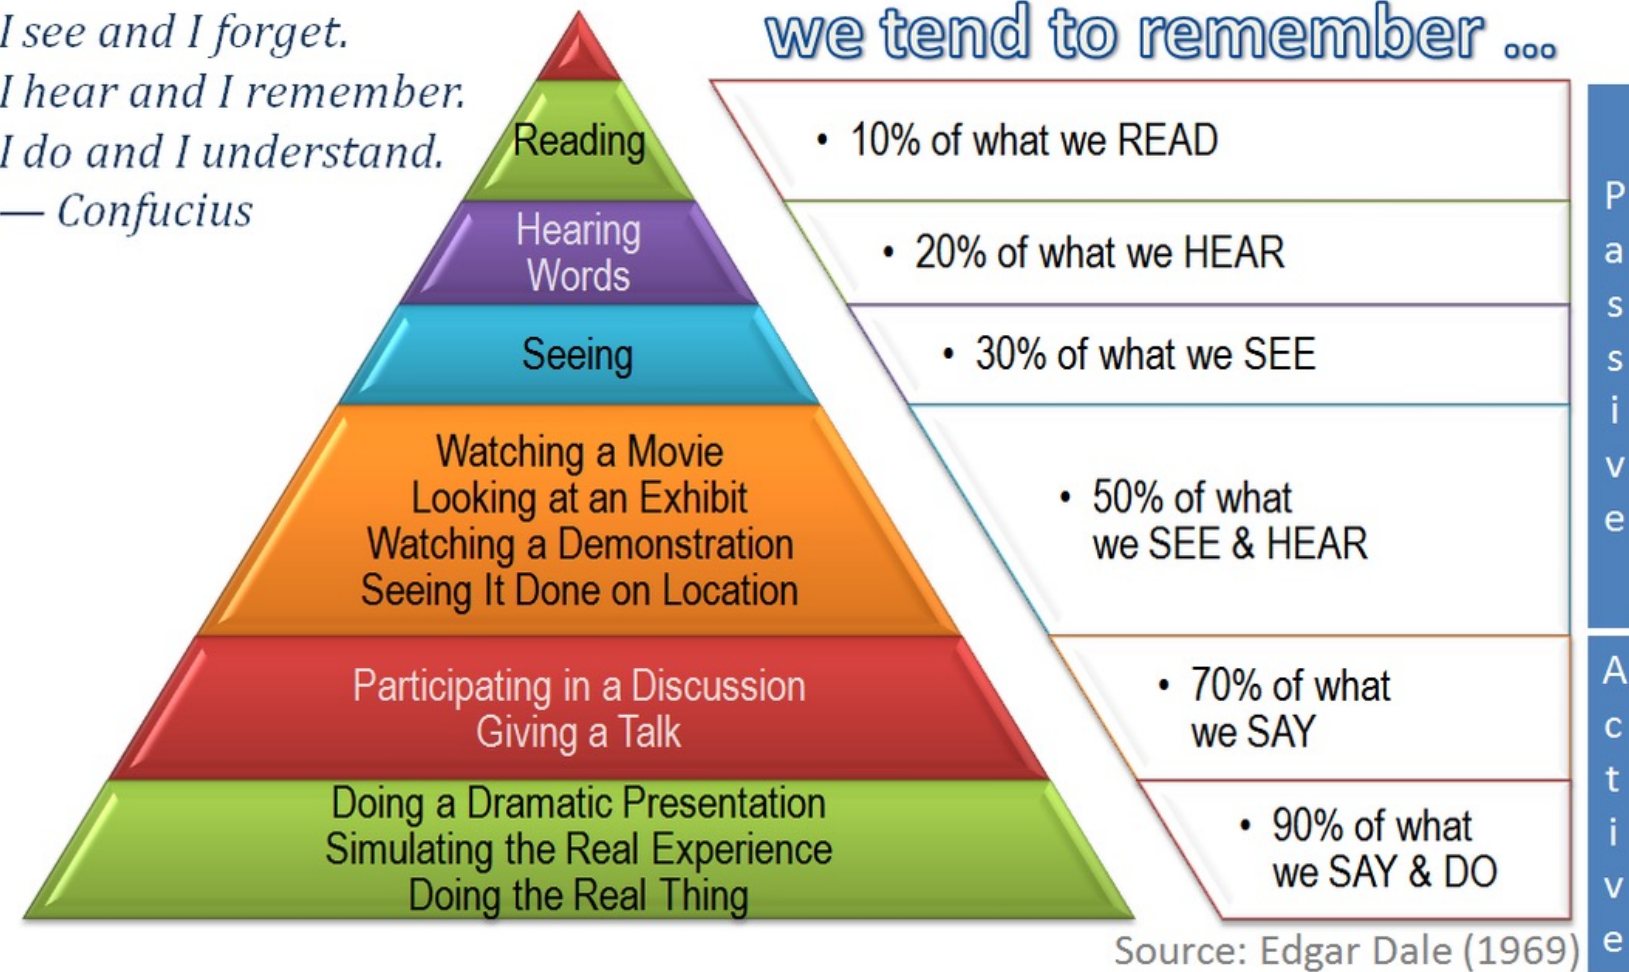 I see and I forget.
I hear and I remember.
I do and I understand.
— Confucius
we tend to remember ...
Reading
• 10% of what we READ
Hearing
Words
• 20% of what we HEAR
Seeing
• 30% of what we SEE
Watching a Movie
Looking at an Exhibit
Watching a Demonstration
Seeing It Done on Location
• 50% of what
we SEE & HEAR
Participating in a Discussion
Giving a Talk
• 70% of what
we SAY
Doing a Dramatic Presentation
Simulating the Real Experience
Doing the Real Thing
• 90% of what
we SAY & DO
Passive
Active
Source: Edgar Dale (1969)